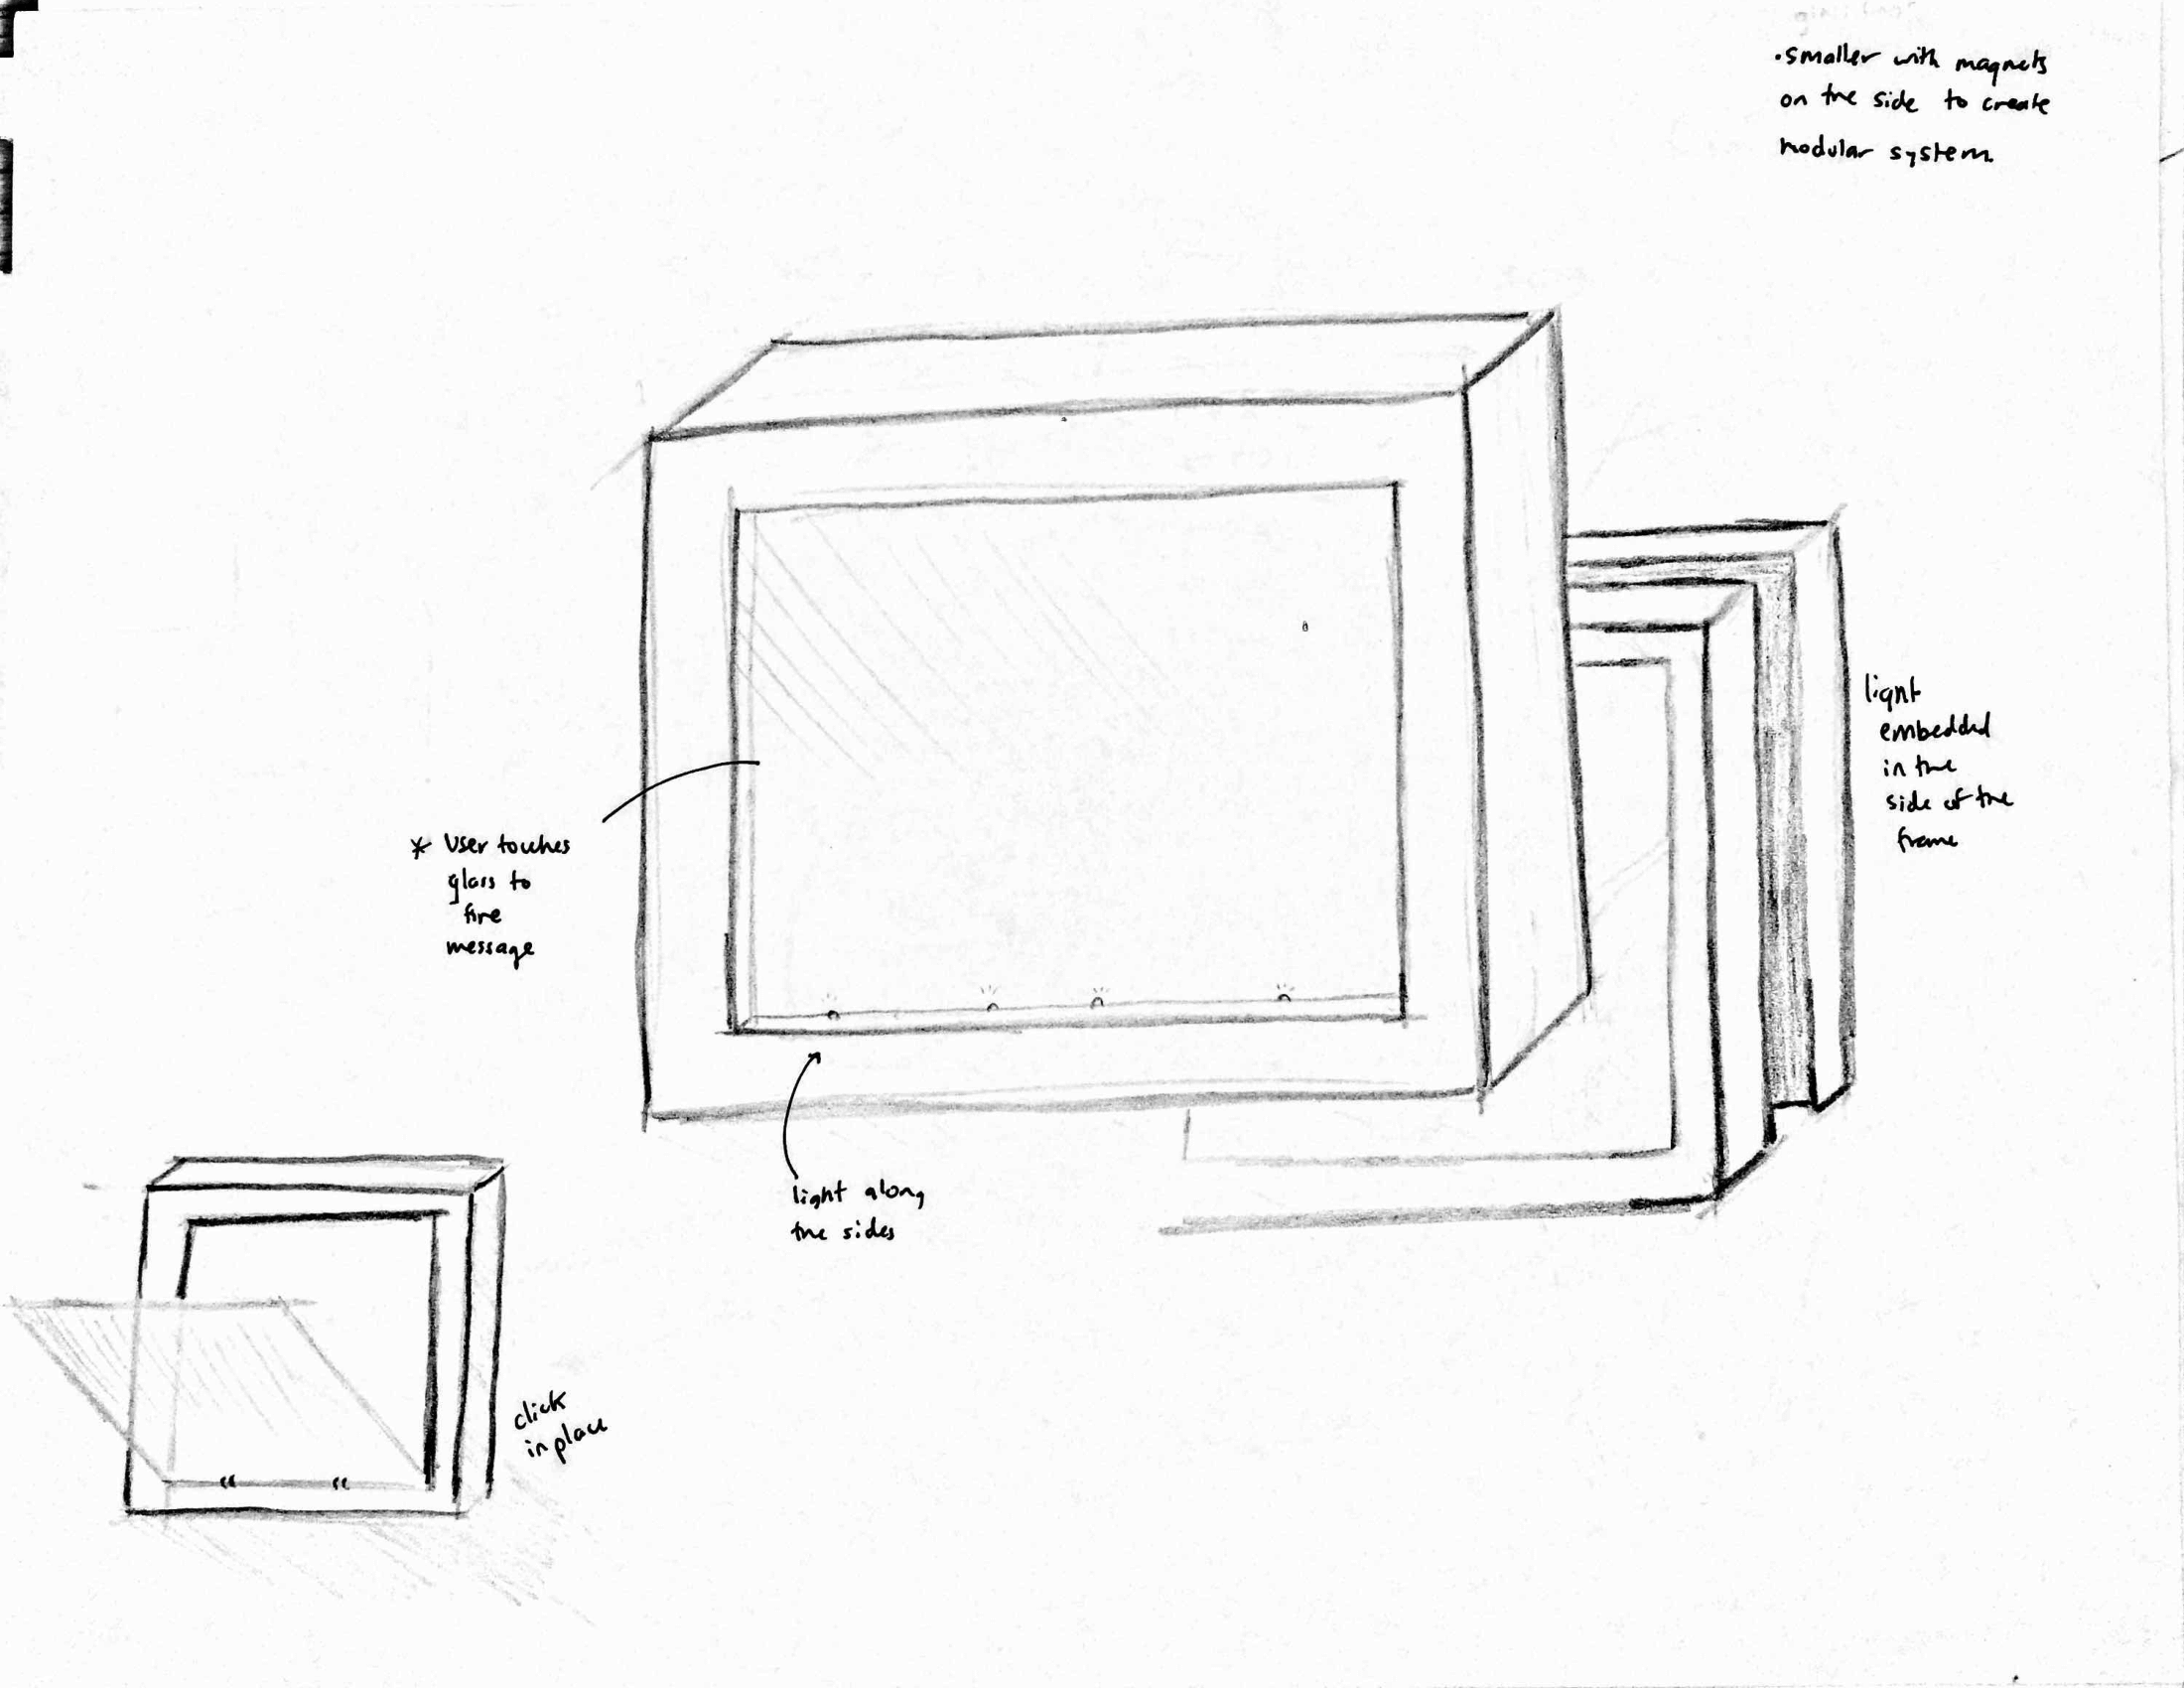 • smaller with magnets
on the side to create
modular system.
light
embedded
in the
side of the
frame
* User touches
glass to
fire
message
light along
the sides
click
in place